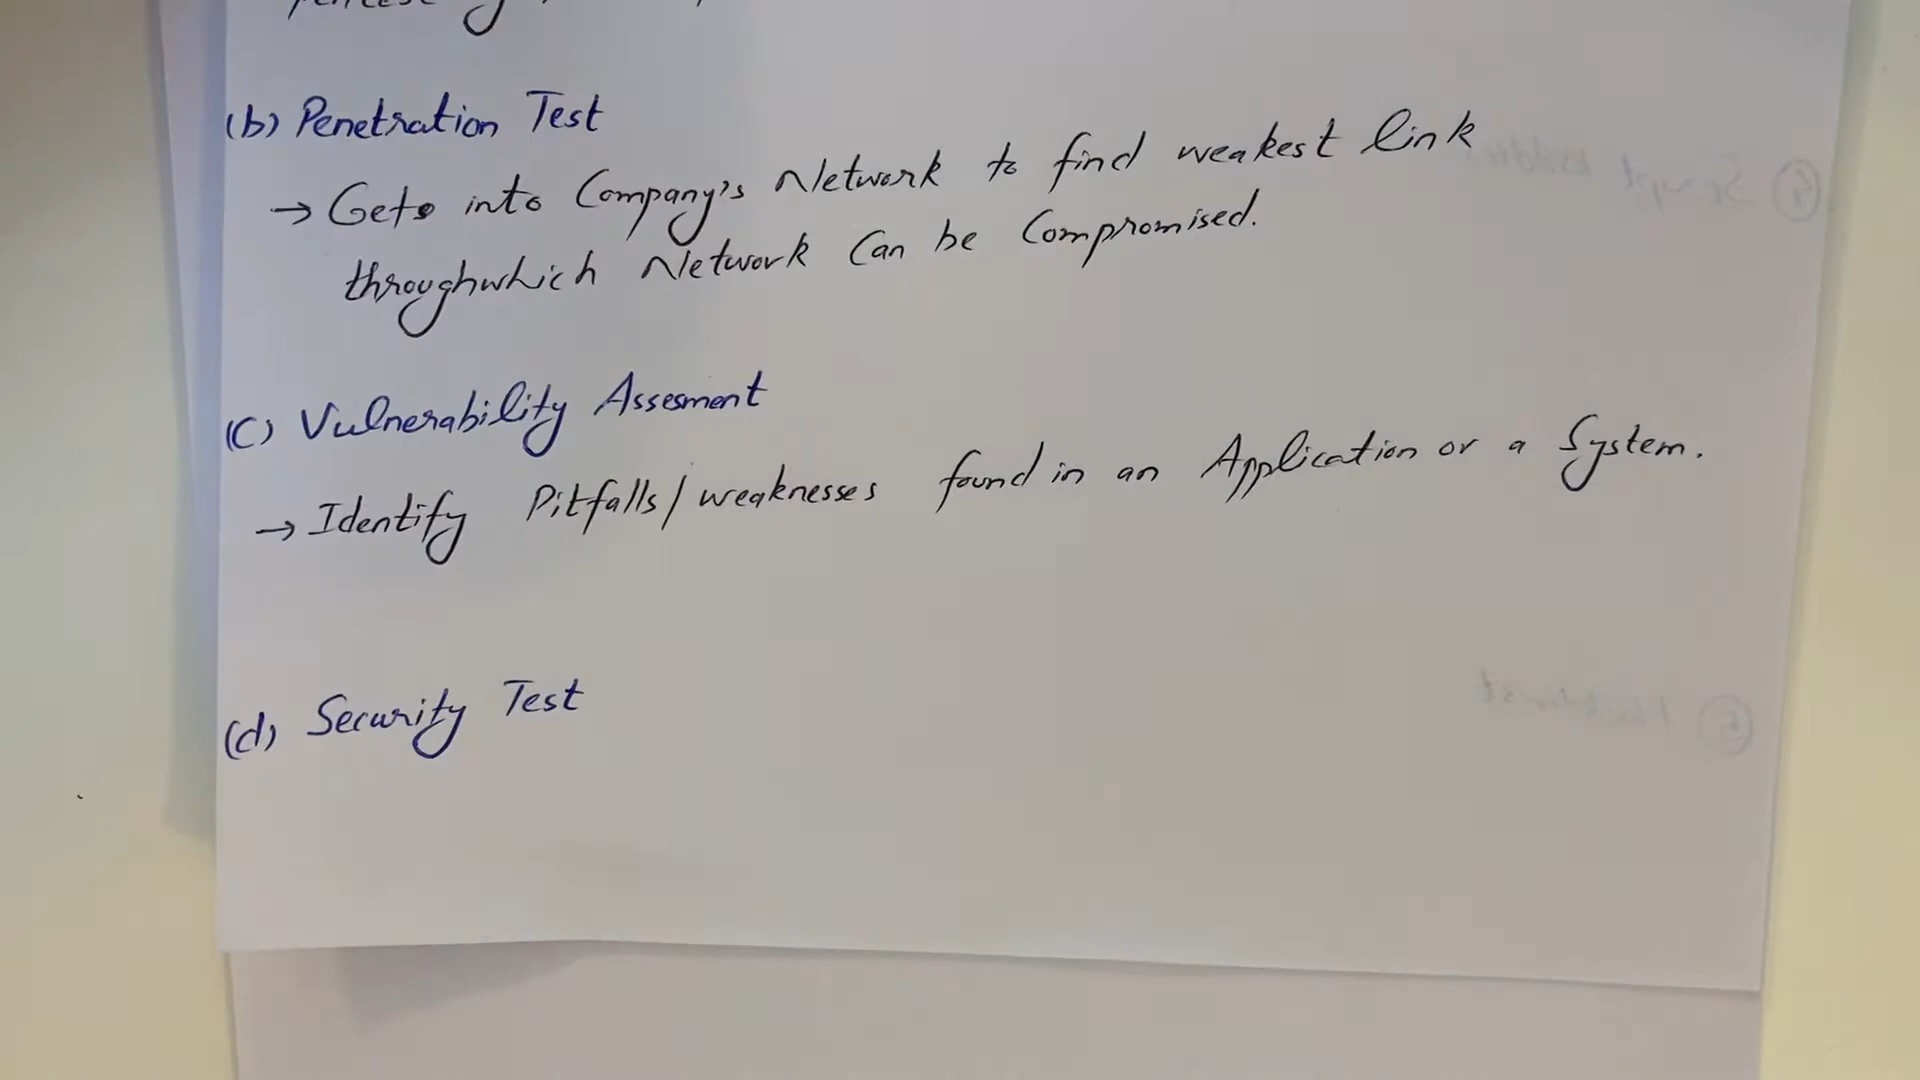 (b) Penetration Test
→ Gets into Company's Network to find weakest link
throughwhich Network Can be Compromised.
(c) Vulnerability Assesment
→ Identify Pitfalls/weaknesses found in an Application or a System.
(d) Security Test